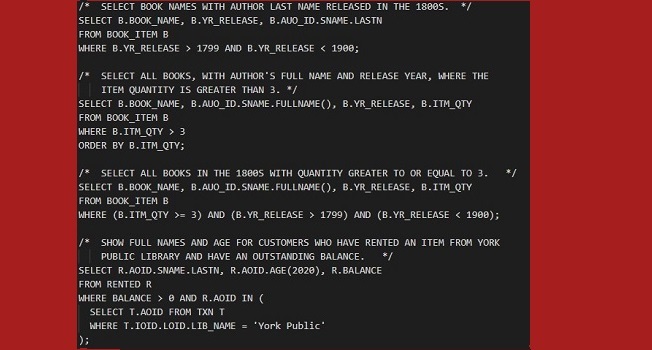 /*  SELECT BOOK NAMES WITH AUTHOR LAST NAME RELEASED IN THE 1800S.  */
SELECT B.BOOK_NAME, B.YR_RELEASE, B.AUO_ID.SNAME.LASTN
FROM BOOK_ITEM B
WHERE B.YR_RELEASE > 1799 AND B.YR_RELEASE < 1900;
/*  SELECT ALL BOOKS, WITH AUTHOR'S FULL NAME AND RELEASE YEAR, WHERE THE
ITEM QUANTITY IS GREATER THAN 3. */
SELECT B.BOOK_NAME, B.AUO_ID.SNAME.FULLNAME(), B.YR_RELEASE, B.ITM_QTY
FROM BOOK_ITEM B
WHERE B.ITM_QTY > 3
ORDER BY B.ITM_QTY;
/*  SELECT ALL BOOKS IN THE 1800S WITH QUANTITY GREATER TO OR EQUAL TO 3.   */
SELECT B.BOOK_NAME, B.AUO_ID.SNAME.FULLNAME(), B.YR_RELEASE, B.ITM_QTY
FROM BOOK_ITEM B
WHERE (B.ITM_QTY >= 3) AND (B.YR_RELEASE > 1799) AND (B.YR_RELEASE < 1900);
/*  SHOW FULL NAMES AND AGE FOR CUSTOMERS WHO HAVE RENTED AN ITEM FROM YORK
PUBLIC LIBRARY AND HAVE AN OUTSTANDING BALANCE.   */
SELECT R.AOID.SNAME.LASTN, R.AOID.AGE(2020), R.BALANCE
FROM RENTED R
WHERE BALANCE > 0 AND R.AOID IN (
SELECT T.AOID FROM TXN T
WHERE T.IOID.LOID.LIB_NAME = 'York Public'
);